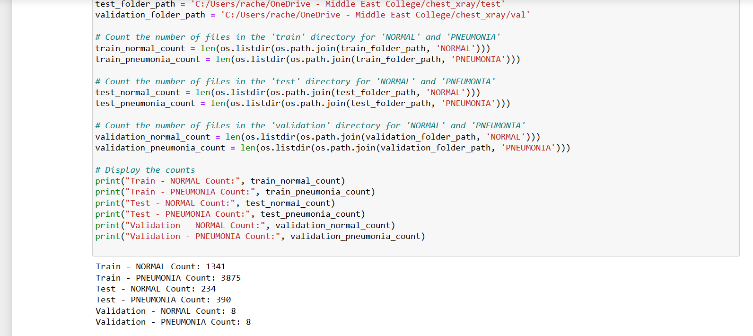 test_folder_path = 'C:/Users/rache/OneDrive - Middle East College/chest_xray/test'
validation_folder_path = 'C:/Users/rache/OneDrive - Middle East College/chest_xray/val'
# Count the number of files in the 'train' directory for 'NORMAL' and 'PNEUMONIA'
train_normal_count = len(os.listdir(os.path.join(train_folder_path, 'NORMAL')))
train_pneumonia_count = len(os.listdir(os.path.join(train_folder_path, 'PNEUMONIA')))
# Count the number of files in the 'test' directory for 'NORMAL' and 'PNEUMONIA'
test_normal_count = len(os.listdir(os.path.join(test_folder_path, 'NORMAL')))
test_pneumonia_count = len(os.listdir(os.path.join(test_folder_path, 'PNEUMONIA')))
# Count the number of files in the 'validation' directory for 'NORMAL' and 'PNEUMONIA'
validation_normal_count = len(os.listdir(os.path.join(validation_folder_path, 'NORMAL')))
validation_pneumonia_count = len(os.listdir(os.path.join(validation_folder_path, 'PNEUMONIA')))
# Display the counts
print("Train - NORMAL Count:", train_normal_count)
print("Train - PNEUMONIA Count:", train_pneumonia_count)
print("Test - NORMAL Count:", test_normal_count)
print("Test - PNEUMONIA Count:", test_pneumonia_count)
print("Validation - NORMAL Count:", validation_normal_count)
print("Validation - PNEUMONIA Count:", validation_pneumonia_count)
Train - NORMAL Count: 1341
Train - PNEUMONIA Count: 3875
Test - NORMAL Count: 234
Test - PNEUMONIA Count: 390
Validation - NORMAL Count: 8
Validation - PNEUMONIA Count: 8